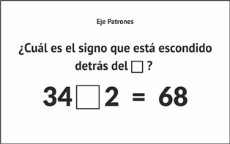 Eje Patrones
¿Cuál es el signo que está escondido
detrás del □ ?
34 □ 2 = 68